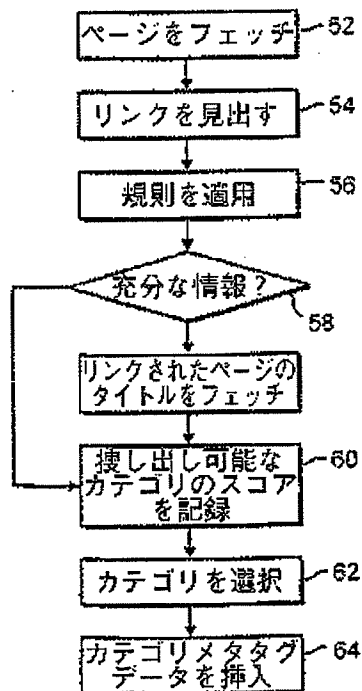 ページをフェッチ
52
リンクを見出す
54
規則を適用
56
充分な情報？
58
リンクされたページの
タイトルをフェッチ
捜し出し可能な
カテゴリのスコア
を記録
60
カテゴリを選択
62
カテゴリメタタグ
データを挿入
64